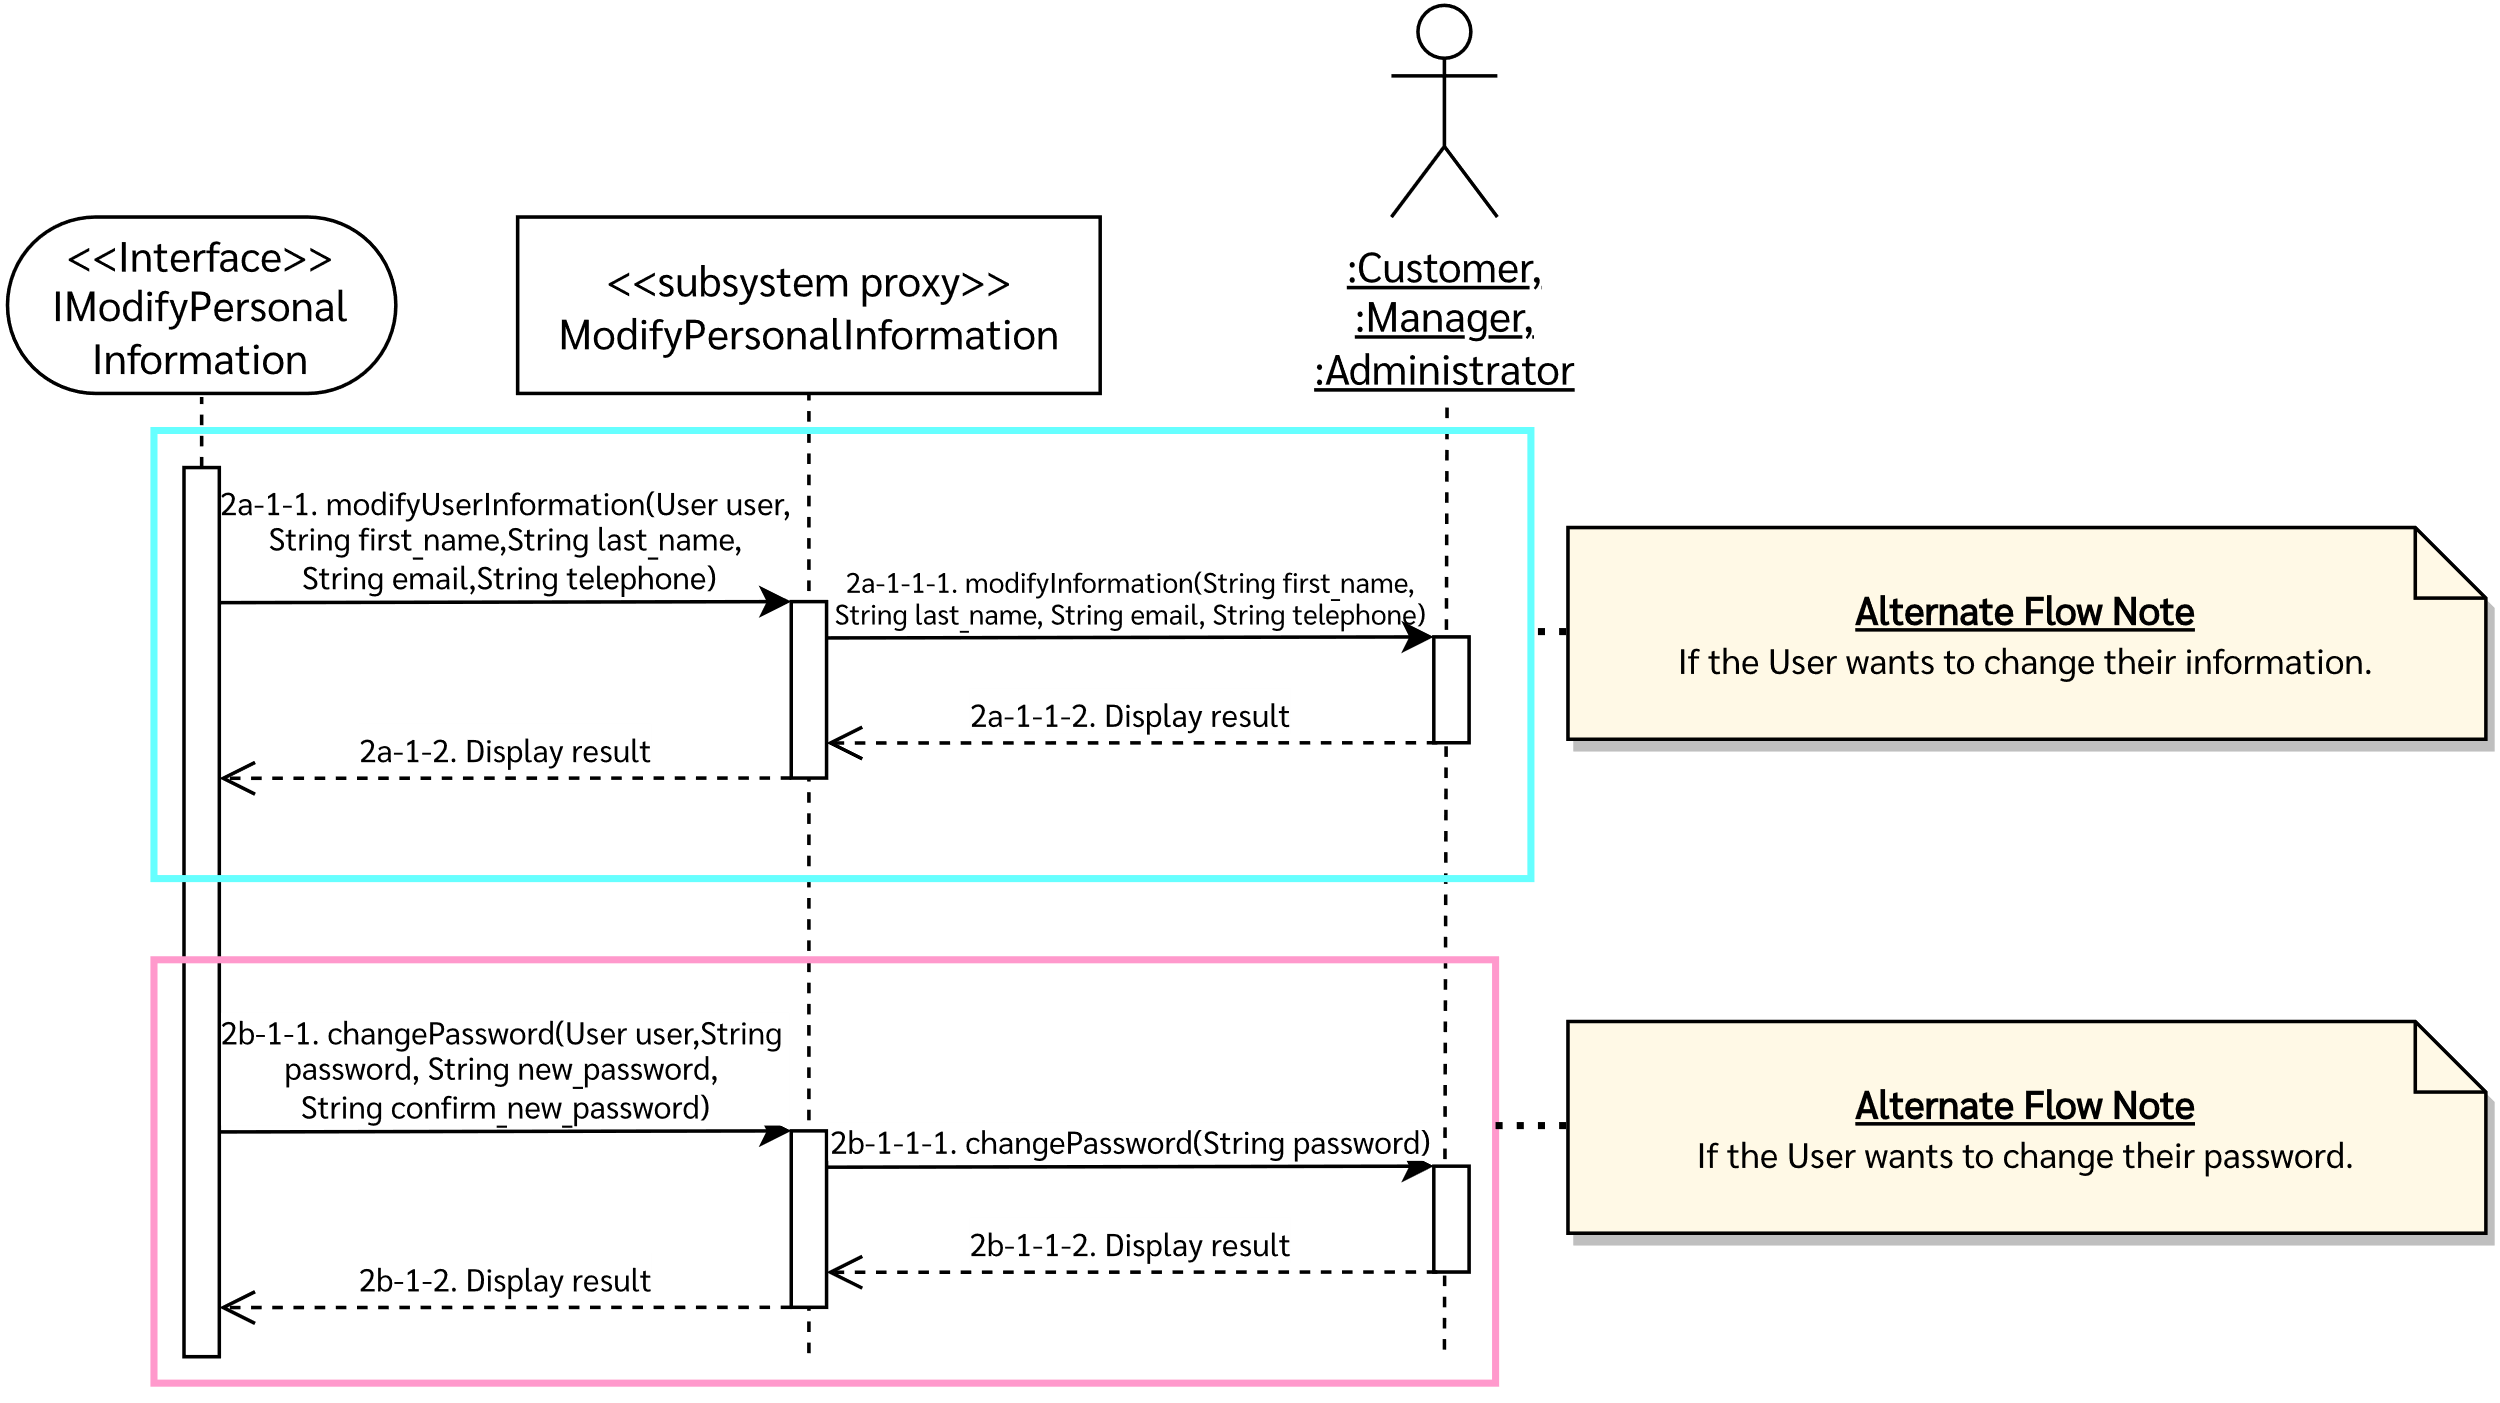 <<Interface>>
IModifyPersonal
Information
<<subsystem proxy>>
ModifyPersonalInformation
:Customer,
:Manager,
:Administrator
2a-1-1. modifyUserInformation(User user,
String first_name,String last_name,
String email,String telephone)
2a-1-1-1. modifyInformation(String first_name,
String last_name, String email, String telephone)
2a-1-1-2. Display result
2a-1-2. Display result
Alternate Flow Note
If the User wants to change their information.
2b-1-1. changePassword(User user,String
password, String new_password,
String confirm_new_password)
2b-1-1-1. changePassword(String password)
2b-1-1-2. Display result
2b-1-2. Display result
Alternate Flow Note
If the User wants to change their password.